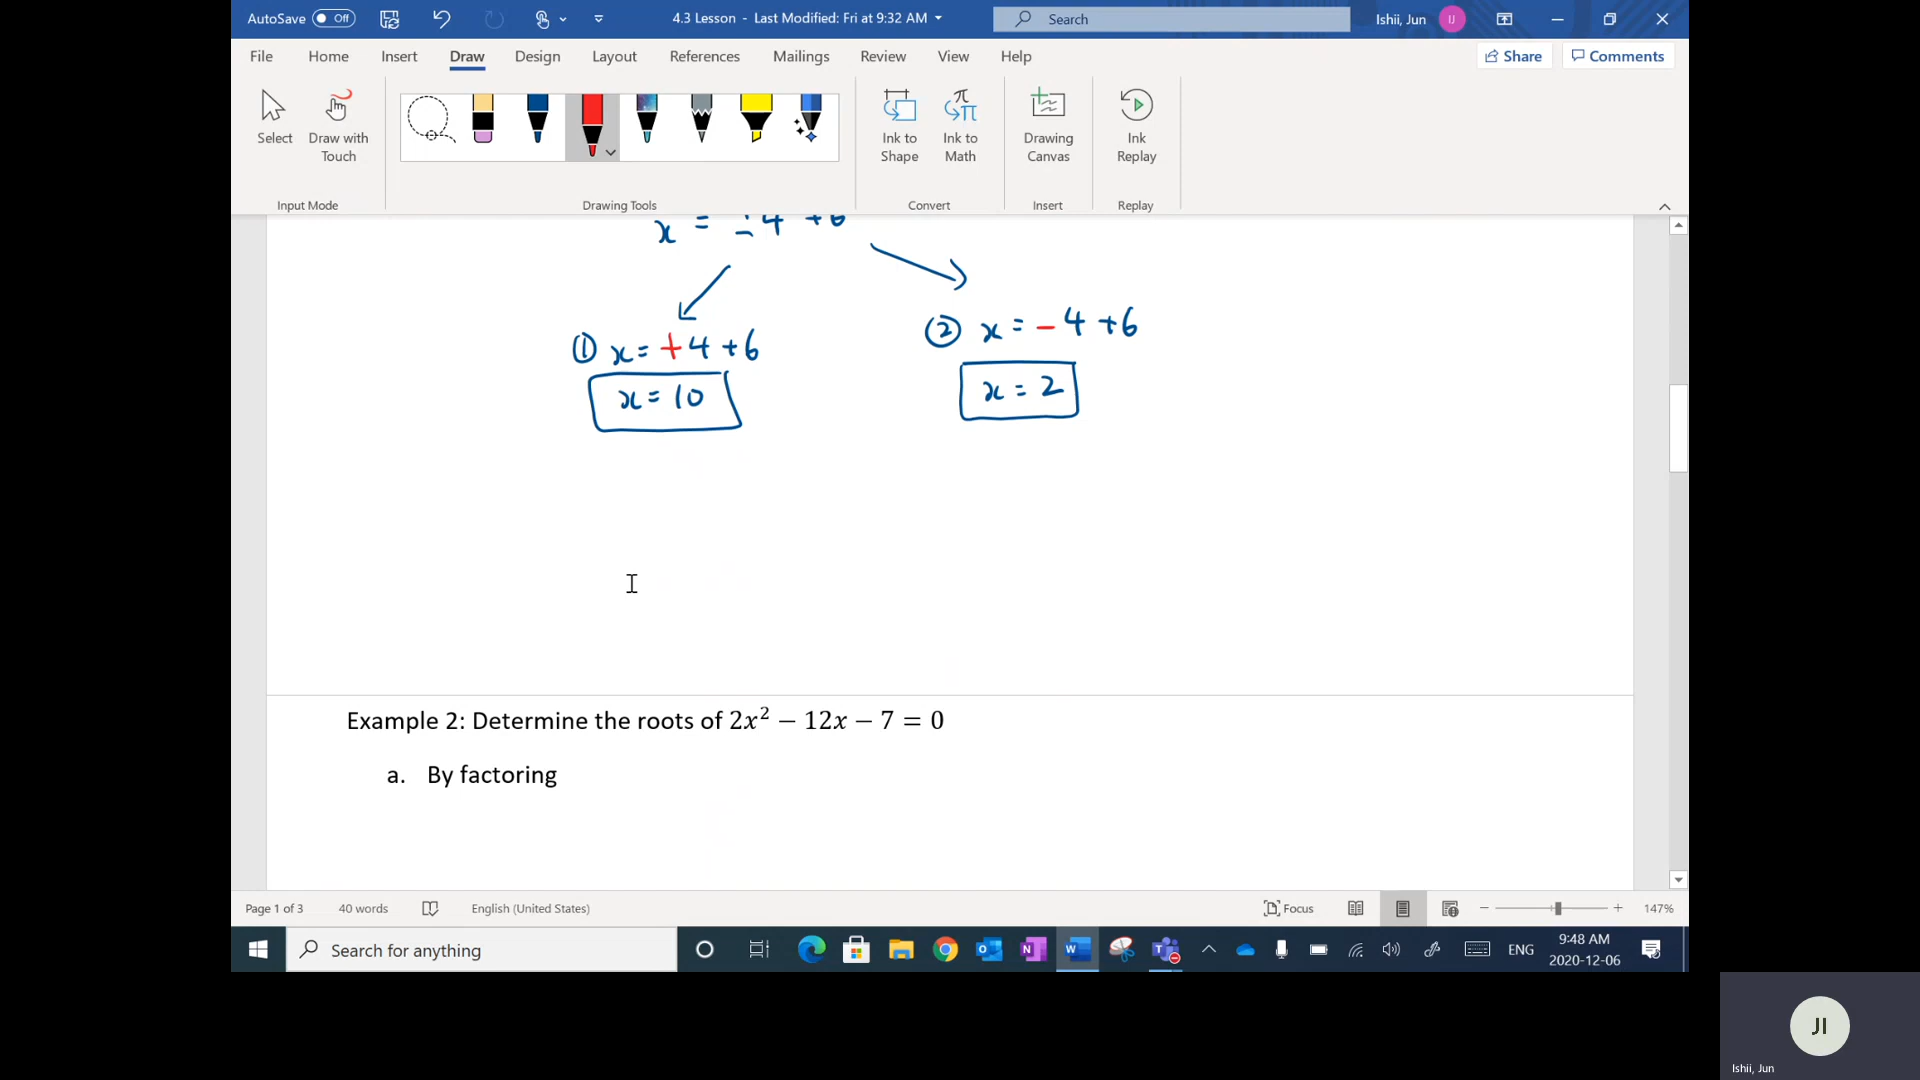 AutoSave Off 4.3 Lesson - Last Modified: Fri at 9:32 AM Search Ishii, Jun IJ
File Home Insert Draw Design Layout References Mailings Review View Help Share Comments
Select
Draw with
Touch
Ink to
Shape
Ink to
Math
Drawing
Canvas
Ink
Replay
Input Mode Drawing Tools Convert Insert Replay
x = ±4 +6
① x = +4 +6
x = 10
② x = -4 +6
x = 2
Example 2: Determine the roots of 2x² − 12x − 7 = 0
a. By factoring
Page 1 of 3 40 words English (United States) Focus 147%
Search for anything ENG 9:48 AM
2020-12-06
JI
Ishii, Jun